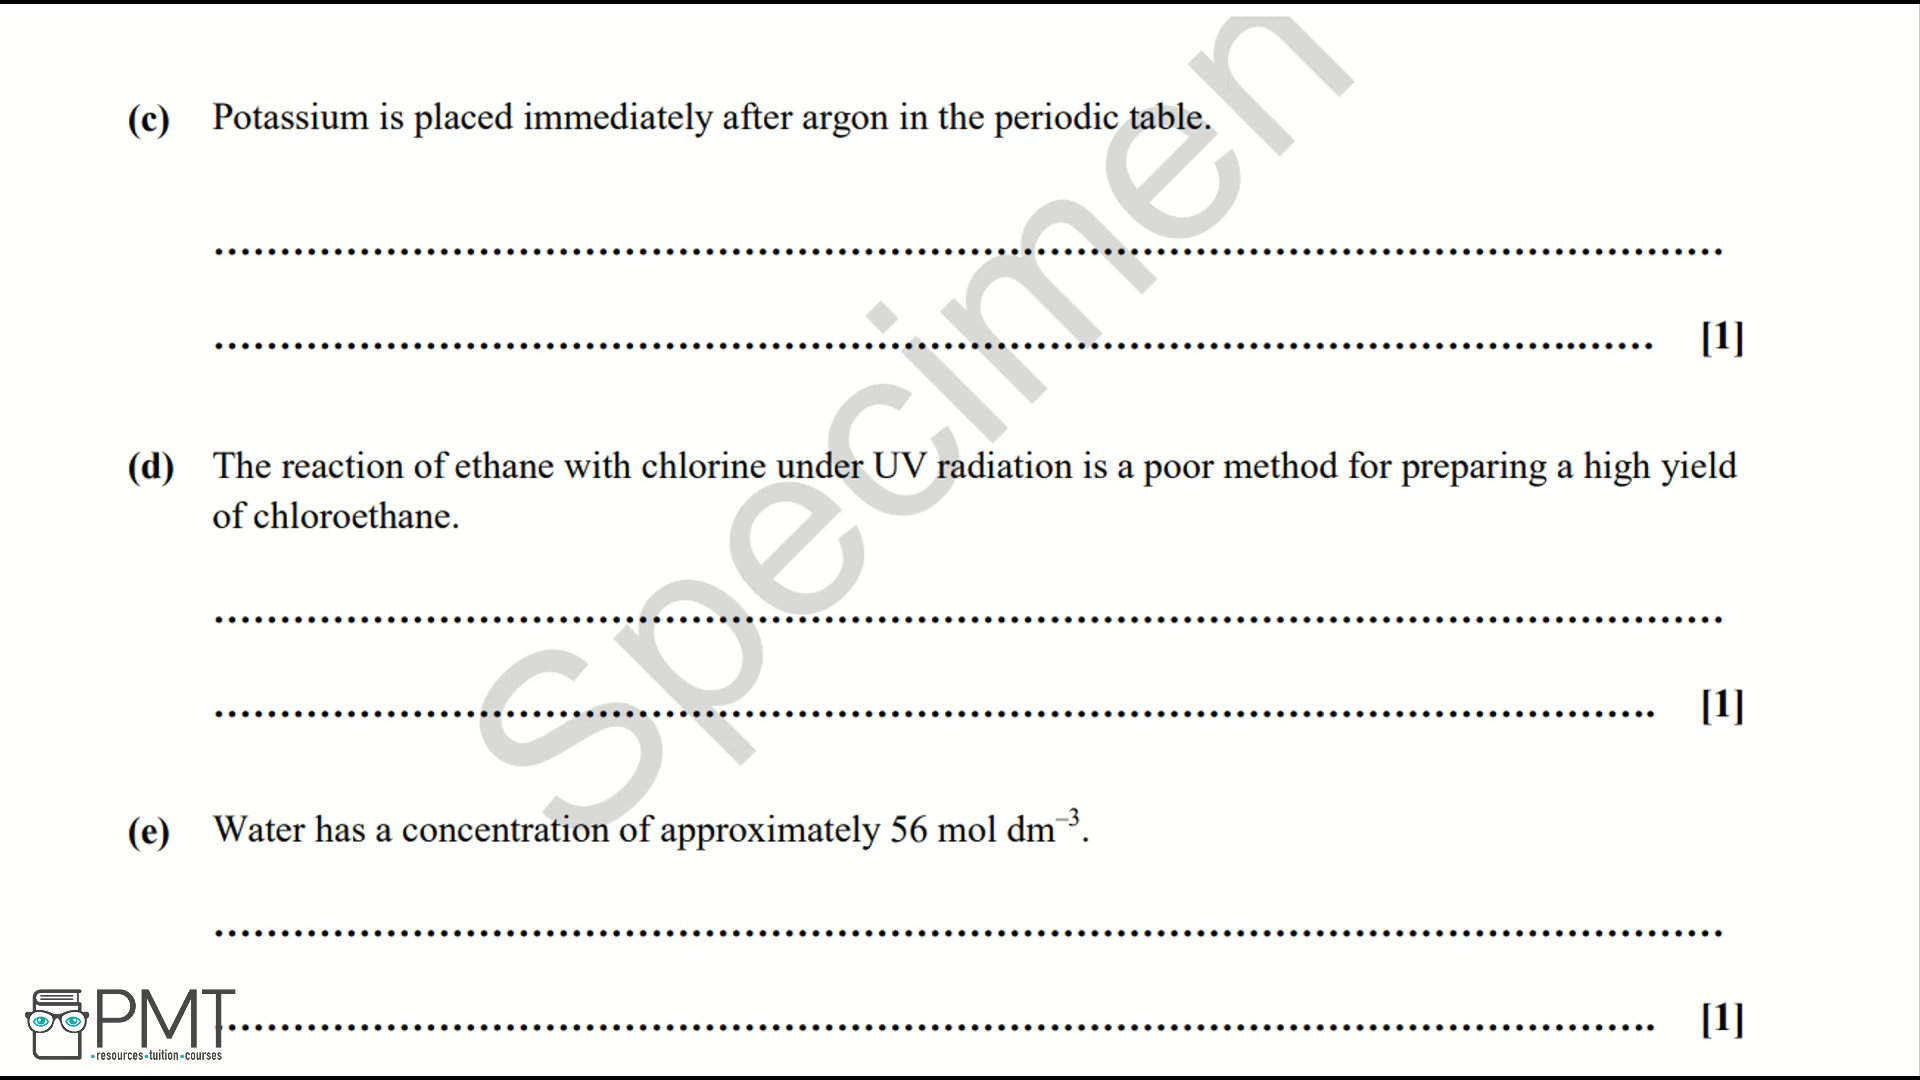 (c) Potassium is placed immediately after argon in the periodic table.
[1]
(d) The reaction of ethane with chlorine under UV radiation is a poor method for preparing a high yield
of chloroethane.
[1]
(e) Water has a concentration of approximately 56 mol dm⁻³.
[1]
Specimen
PMT
•resources•tuition•courses